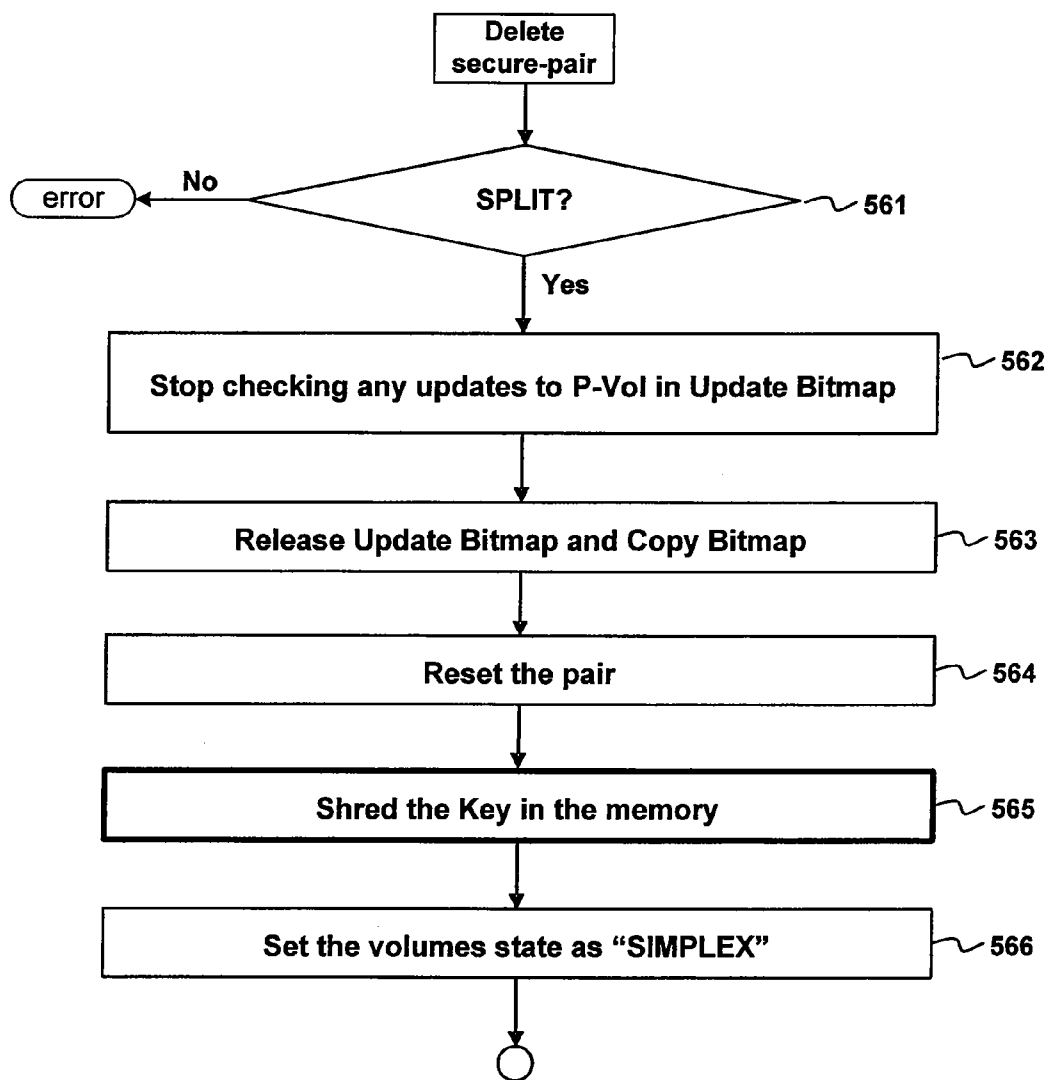 Delete
secure-pair
No
error
SPLIT?
561
Yes
562
Stop checking any updates to P-Vol in Update Bitmap
Release Update Bitmap and Copy Bitmap
563
Reset the pair
564
Shred the Key in the memory
565
Set the volumes state as “SIMPLEX”
566